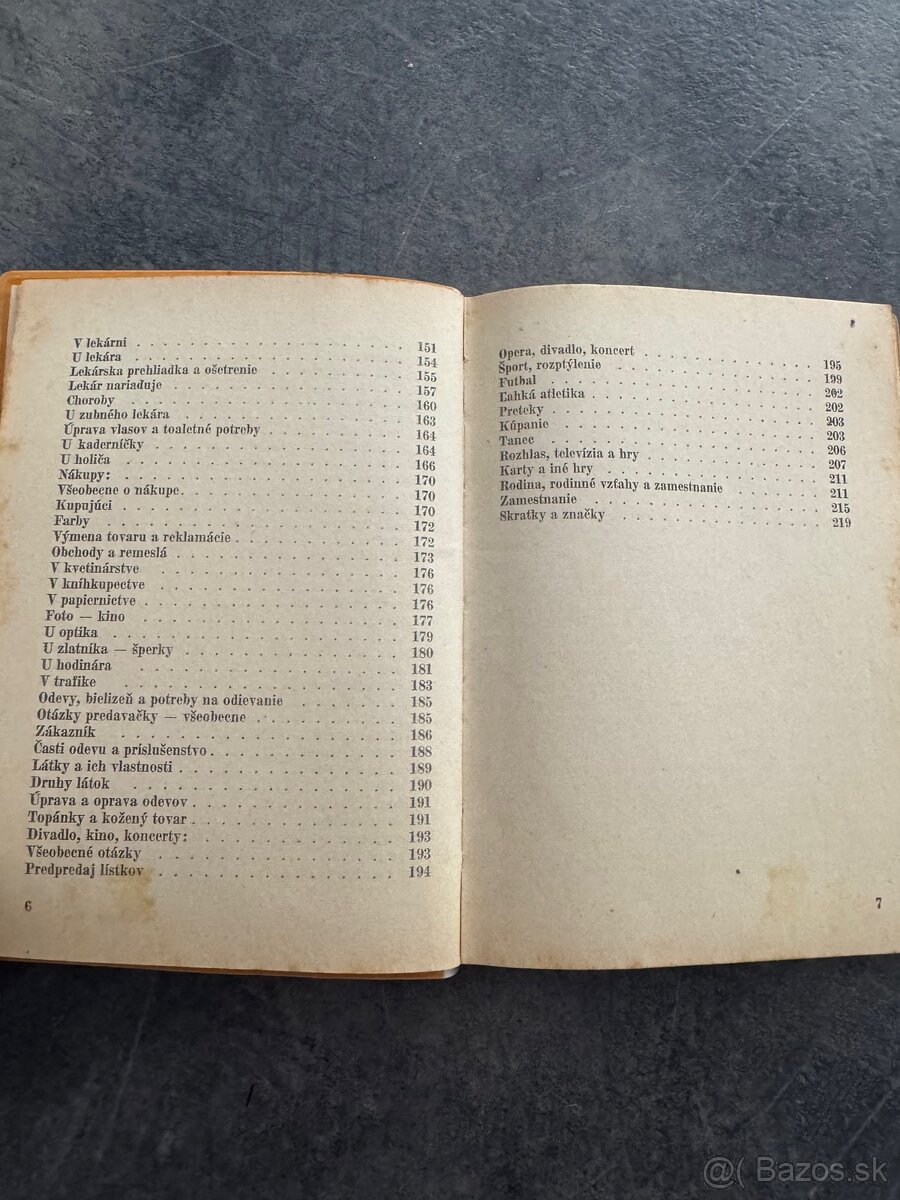 V lekárni . . . . . . . . . . . . . . . . 151
U lekára . . . . . . . . . . . . . . . . 154
Lekárska prehliadka a ošetrenie . . . . . . . . 155
Lekár nariaduje . . . . . . . . . . . . . . 157
Choroby . . . . . . . . . . . . . . . . 160
U zubného lekára . . . . . . . . . . . . . 163
Úprava vlasov a toaletné potreby . . . . . . . . 164
U kaderníčky . . . . . . . . . . . . . . . 164
U holiča . . . . . . . . . . . . . . . . 166
Nákupy: . . . . . . . . . . . . . . . . 170
Všeobecne o nákupe . . . . . . . . . . . . . 170
Kupujúci . . . . . . . . . . . . . . . . 170
Farby . . . . . . . . . . . . . . . . . 172
Výmena tovaru a reklamácie . . . . . . . . . . 172
Obchody a remeslá . . . . . . . . . . . . . 173
V kvetinárstve . . . . . . . . . . . . . . 176
V kníhkupectve . . . . . . . . . . . . . . 176
V papiernictve . . . . . . . . . . . . . . 176
Foto — kino . . . . . . . . . . . . . . . 177
U optika . . . . . . . . . . . . . . . . 179
U zlatníka — šperky . . . . . . . . . . . . 180
U hodinára . . . . . . . . . . . . . . . 181
V trafike . . . . . . . . . . . . . . . . 183
Odevy, bielizeň a potreby na odievanie . . . . . . 185
Otázky predavačky — všeobecne . . . . . . . . . 185
Zákazník . . . . . . . . . . . . . . . . 186
Časti odevu a príslušenstvo . . . . . . . . . . 188
Látky a ich vlastnosti . . . . . . . . . . . . 189
Druhy látok . . . . . . . . . . . . . . . 190
Úprava a oprava odevov . . . . . . . . . . . 191
Topánky a kožený tovar . . . . . . . . . . . 191
Divadlo, kino, koncerty: . . . . . . . . . . . 193
Všeobecné otázky . . . . . . . . . . . . . 193
Predpredaj lístkov . . . . . . . . . . . . . 194
6
Opera, divadlo, koncert . . . . . . . . . . . 195
Šport, rozptýlenie . . . . . . . . . . . . . 199
Futbal . . . . . . . . . . . . . . . . . 202
Ľahká atletika . . . . . . . . . . . . . . 202
Preteky . . . . . . . . . . . . . . . . 203
Kúpanie . . . . . . . . . . . . . . . . 203
Tanec . . . . . . . . . . . . . . . . . 206
Rozhlas, televízia a hry . . . . . . . . . . . 207
Karty a iné hry . . . . . . . . . . . . . . 211
Rodina, rodinné vzťahy a zamestnanie . . . . . . 211
Zamestnanie . . . . . . . . . . . . . . . 215
Skratky a značky . . . . . . . . . . . . . 219
7
@( Bazos.sk